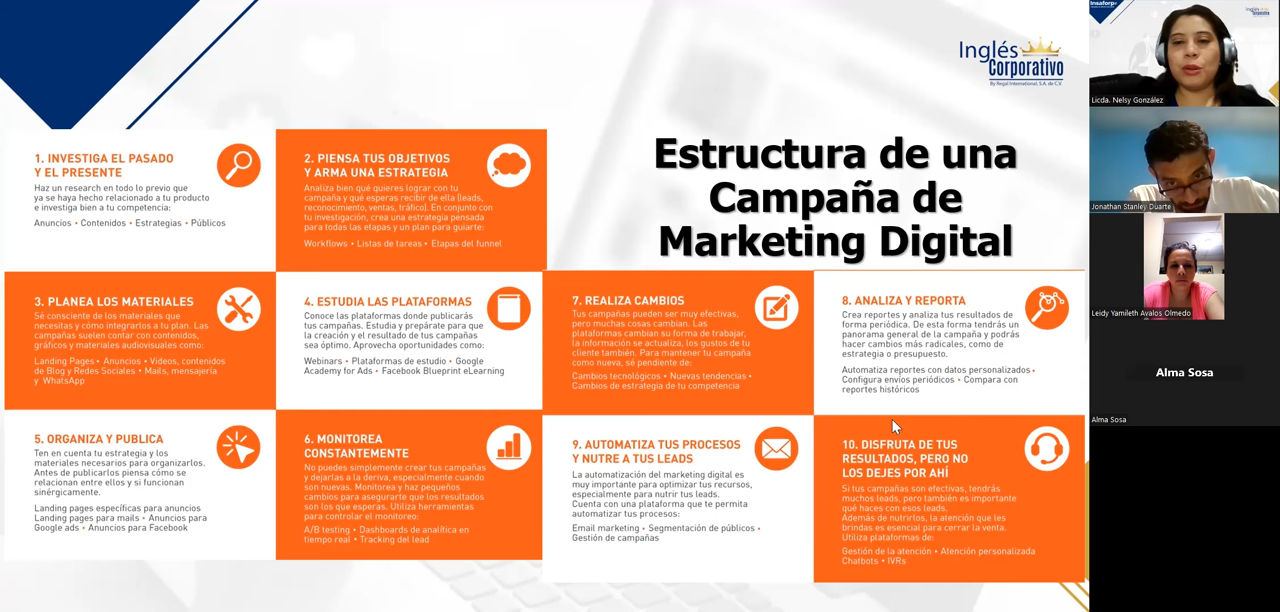 Inglés
Corporativo
By Regal International, S.A. de C.V.
Estructura de una
Campaña de
Marketing Digital
1. INVESTIGA EL PASADO
Y EL PRESENTE
Haz un research en todo lo previo que
ya se haya hecho relacionado a tu producto
e investiga bien a tu competencia:
Anuncios • Contenidos • Estrategias • Públicos
2. PIENSA TUS OBJETIVOS
Y ARMA UNA ESTRATEGIA
Analiza bien qué quieres lograr con tu
campaña y qué esperas recibir de ella (leads,
reconocimiento, ventas, tráfico). En conjunto con
tu investigación, crea una estrategia pensada
para todas las etapas y un plan para guiarte:
Workflows • Listas de tareas • Etapas del funnel
3. PLANEA LOS MATERIALES
Sé consciente de los materiales que
necesitas y cómo integrarlos a tu plan. Las
campañas suelen contar con contenidos,
gráficos y materiales audiovisuales como:
Landing Pages • Anuncios • Videos, contenidos
de Blog y Redes Sociales • Mails, mensajería
y WhatsApp
4. ESTUDIA LAS PLATAFORMAS
Conoce las plataformas donde publicarás
tus campañas. Estudia y prepárate para que
la creación y el resultado de tus campañas
sea óptimo. Aprovecha oportunidades como:
Webinars • Plataformas de estudio • Google
Academy for Ads • Facebook Blueprint eLearning
5. ORGANIZA Y PUBLICA
Ten en cuenta tu estrategia y los
materiales necesarios para organizarlos.
Antes de publicarlos piensa cómo se
relacionan entre ellos y si funcionan
sinérgicamente.
Landing pages específicas para anuncios
Landing pages para mails • Anuncios para
Google ads • Anuncios para Facebook
6. MONITOREA
CONSTANTEMENTE
No puedes simplemente crear tus campañas
y dejarlas a la deriva, especialmente cuando
son nuevas. Monitorea y haz pequeños
cambios para asegurarte que los resultados
son los que esperas. Utiliza herramientas
para controlar el monitoreo:
A/B testing • Dashboards de analítica en
tiempo real • Tracking del lead
7. REALIZA CAMBIOS
Tus campañas pueden ser muy efectivas,
pero muchas cosas cambian. Las
plataformas cambian su forma de trabajar,
la información se actualiza, los gustos de tu
cliente también. Para mantener tu campaña
como nueva, sé pendiente de:
Cambios tecnológicos • Nuevas tendencias •
Cambios de estrategia de tu competencia
8. ANALIZA Y REPORTA
Crea reportes y analiza tus resultados de
forma periódica. De esta forma tendrás un
panorama general de la campaña y podrás
hacer cambios más radicales, como de
estrategia o presupuesto.
Automatiza reportes con datos personalizados •
Configura envíos periódicos • Compara con
reportes históricos
9. AUTOMATIZA TUS PROCESOS
Y NUTRE A TUS LEADS
La automatización del marketing digital es
muy importante para optimizar tus recursos,
especialmente para nutrir tus leads.
Cuenta con una plataforma que te permita
automatizar tus procesos:
Email marketing • Segmentación de públicos •
Gestión de campañas
10. DISFRUTA DE TUS
RESULTADOS, PERO NO
LOS DEJES POR AHÍ
Si tus campañas son efectivas, tendrás
muchos leads, pero también es importante
qué haces con esos leads.
Además de nutrirlos, la atención que les
brindas es esencial para cerrar la venta.
Utiliza plataformas de:
Gestión de la atención • Atención personalizada
Chatbots • IVRs
Insaforp
Inglés
Corporativo
Licda. Nelsy González
Jonathan Stanley Duarte
Leidy Yamileth Avalos Olmedo
Alma Sosa
Alma Sosa